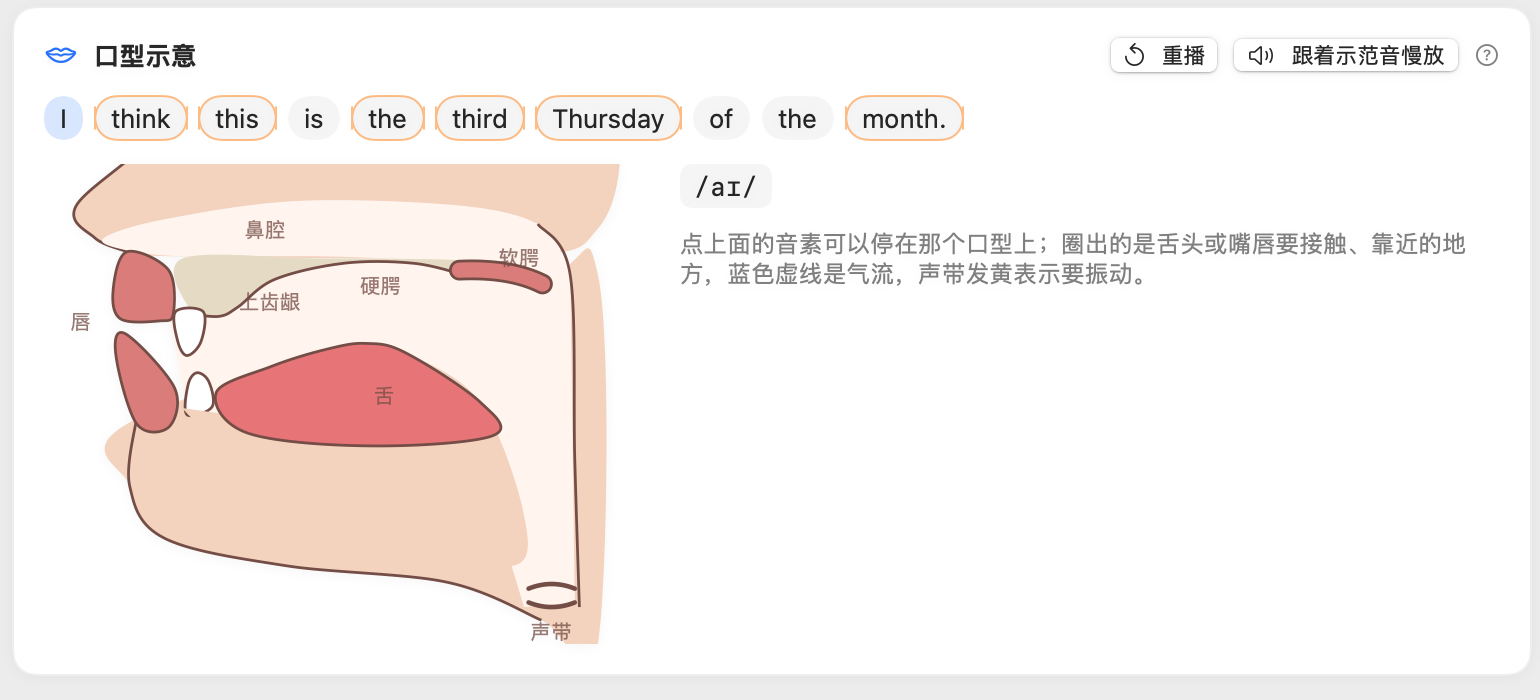 口型示意
重播
跟着示范音慢放
?
I think this is the third Thursday of the month.
/aɪ/
点上面的音素可以停在那个口型上；圈出的是舌头或嘴唇要接触、靠近的地
方，蓝色虚线是气流，声带发黄表示要振动。
鼻腔
软腭
硬腭
上齿龈
唇
舌
声带